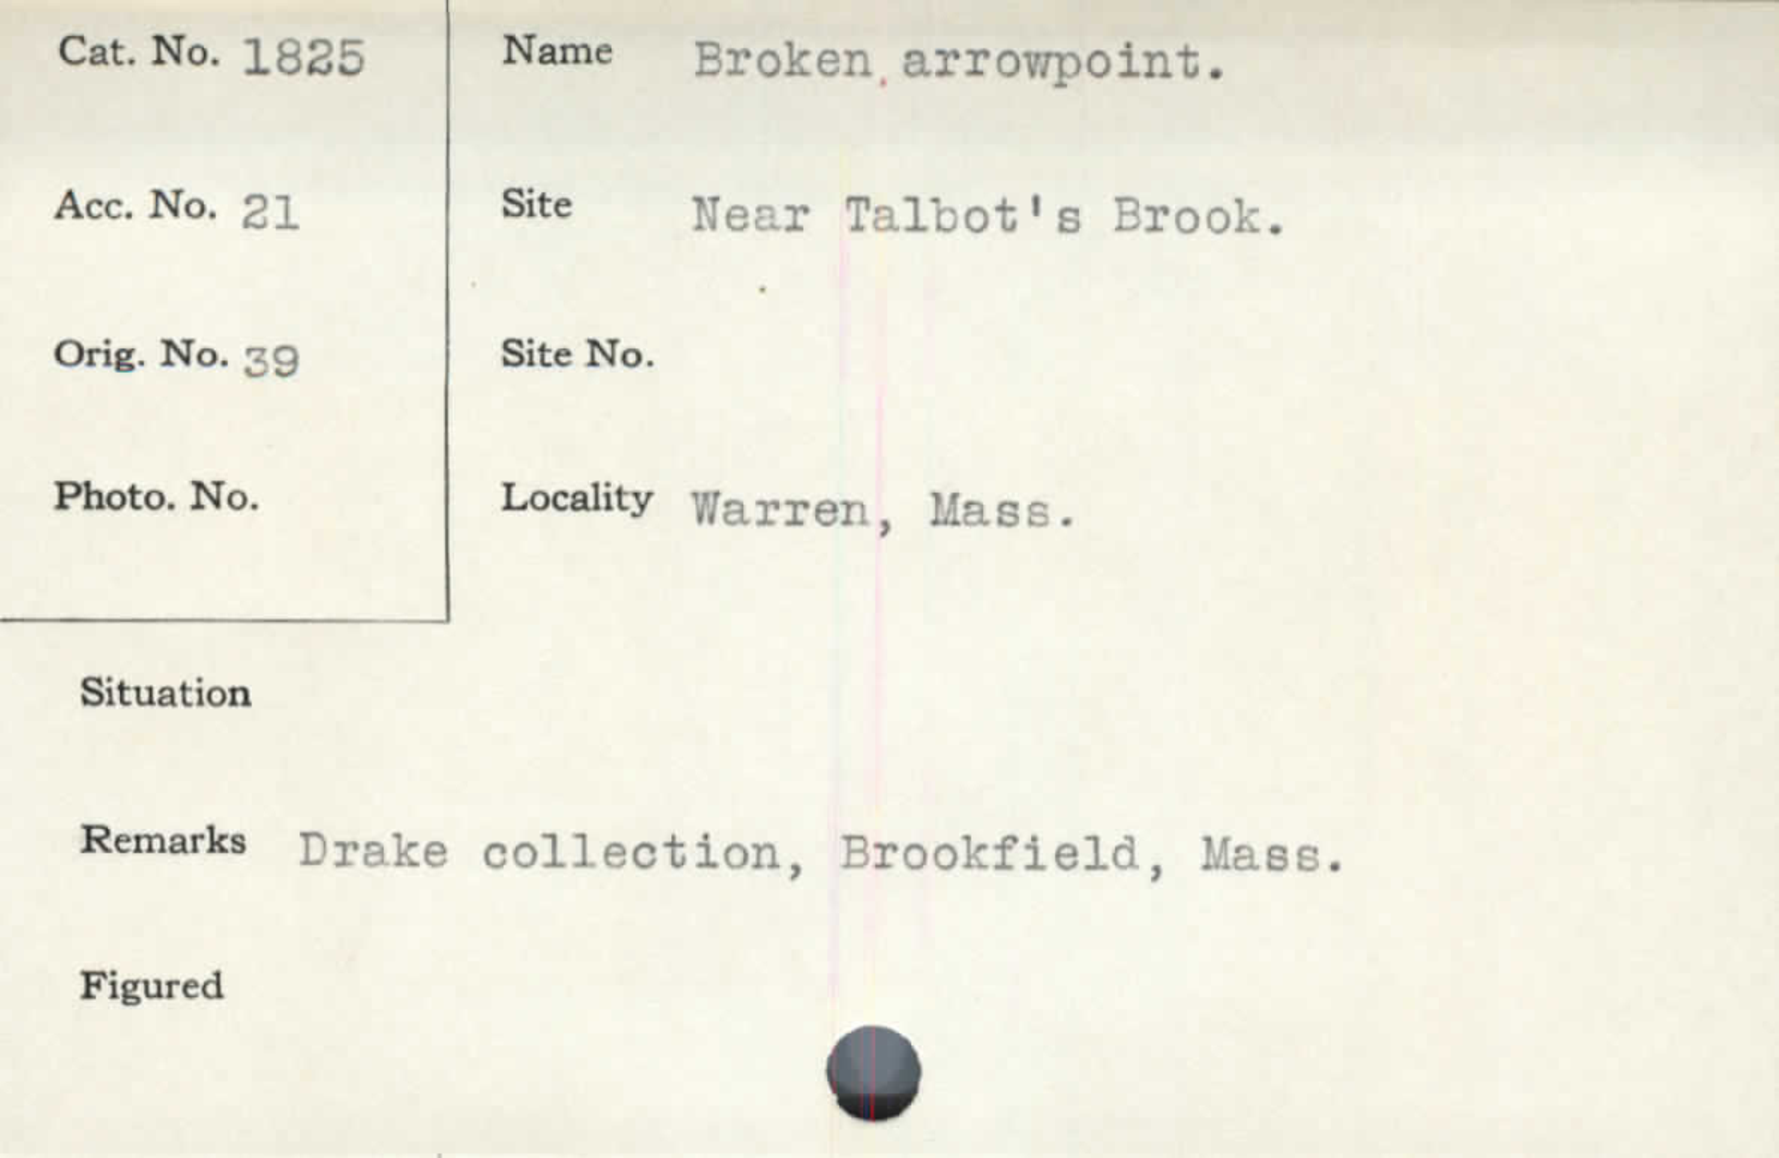 Cat. No. 1825
Name Broken arrowpoint.
Acc. No. 21
Site Near Talbot's Brook.
Orig. No. 39
Site No.
Photo. No.
Locality Warren, Mass.
Situation
Remarks Drake collection, Brookfield, Mass.
Figured